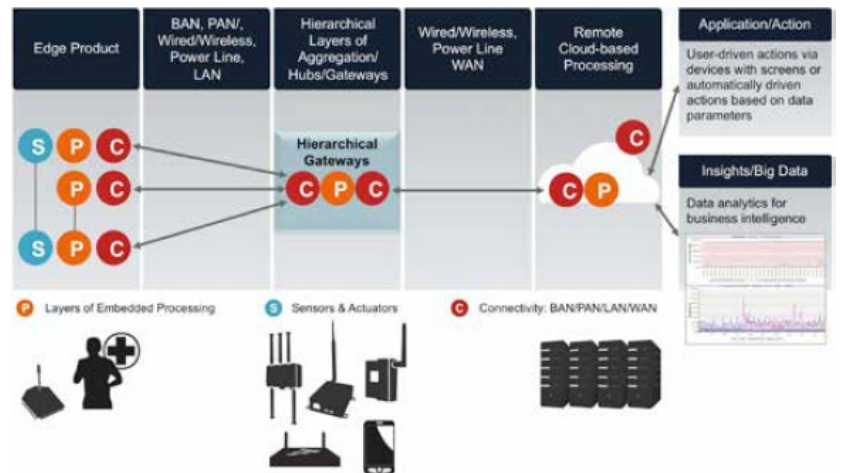 Edge Product
BAN, PAN/,
Wired/Wireless,
Power Line,
LAN
Hierarchical
Layers of
Aggregation/
Hubs/Gateways
Wired/Wireless,
Power Line
WAN
Remote
Cloud-based
Processing
Application/Action
User-driven actions via
devices with screens or
automatically driven
actions based on data
parameters
S P C
P C
S P C
Hierarchical
Gateways
C P C
C
C P
Insights/Big Data
Data analytics for
business intelligence
P Layers of Embedded Processing
S Sensors & Actuators
C Connectivity: BAN/PAN/LAN/WAN